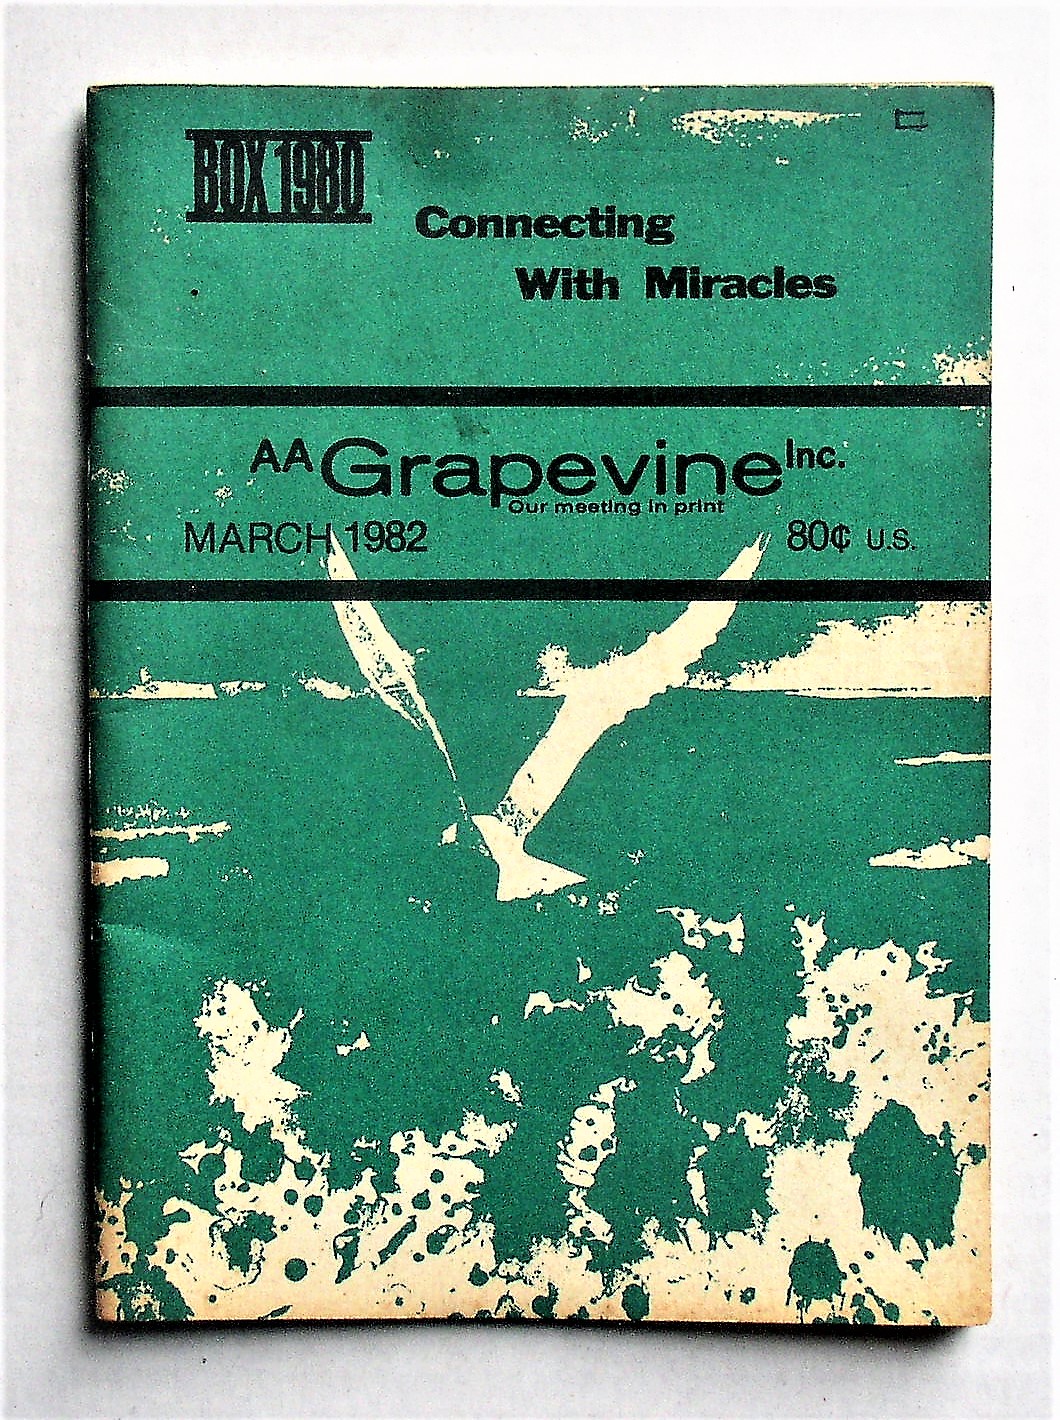 BOX 1980
Connecting
With Miracles
AA Grapevine Inc.
Our meeting in print
MARCH 1982 80¢ U.S.